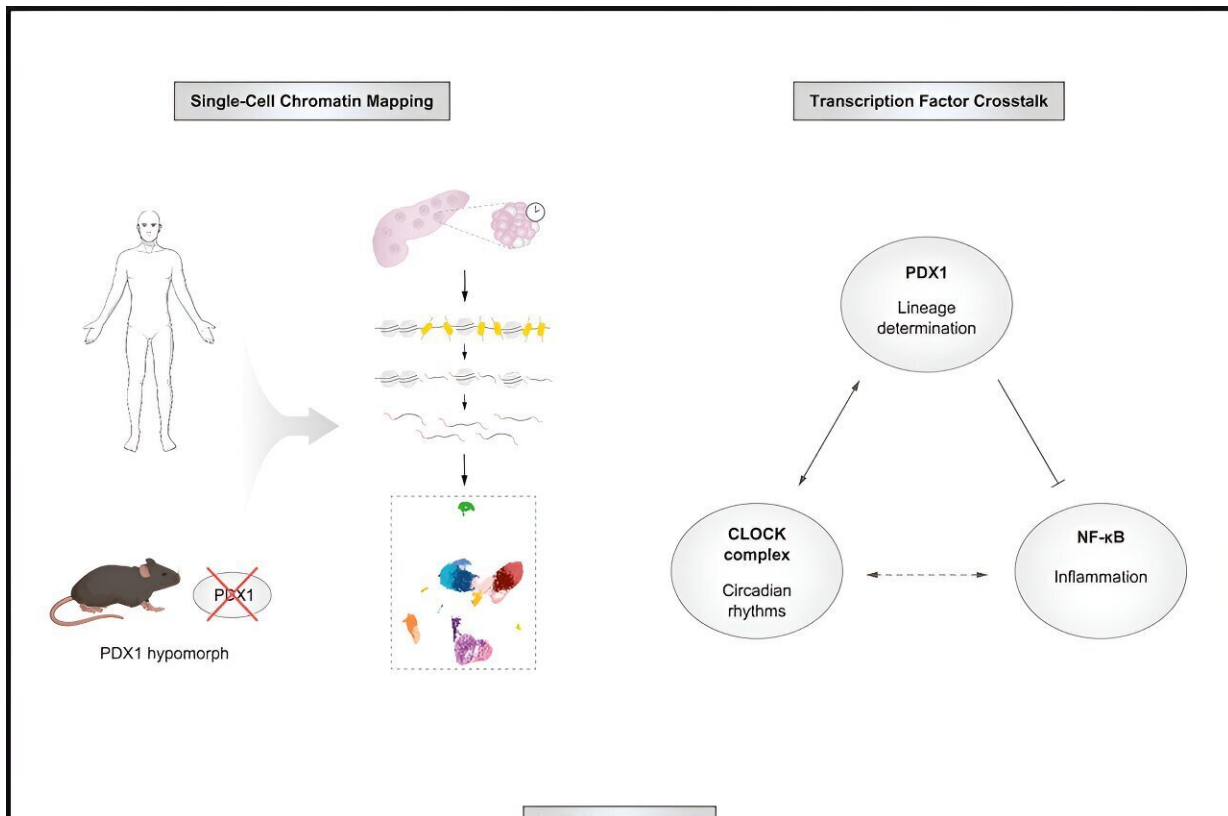 Single-Cell Chromatin Mapping
Transcription Factor Crosstalk
PDX1
Lineage
determination
CLOCK
complex
Circadian
rhythms
NF-κB
Inflammation
PDX1
PDX1 hypomorph